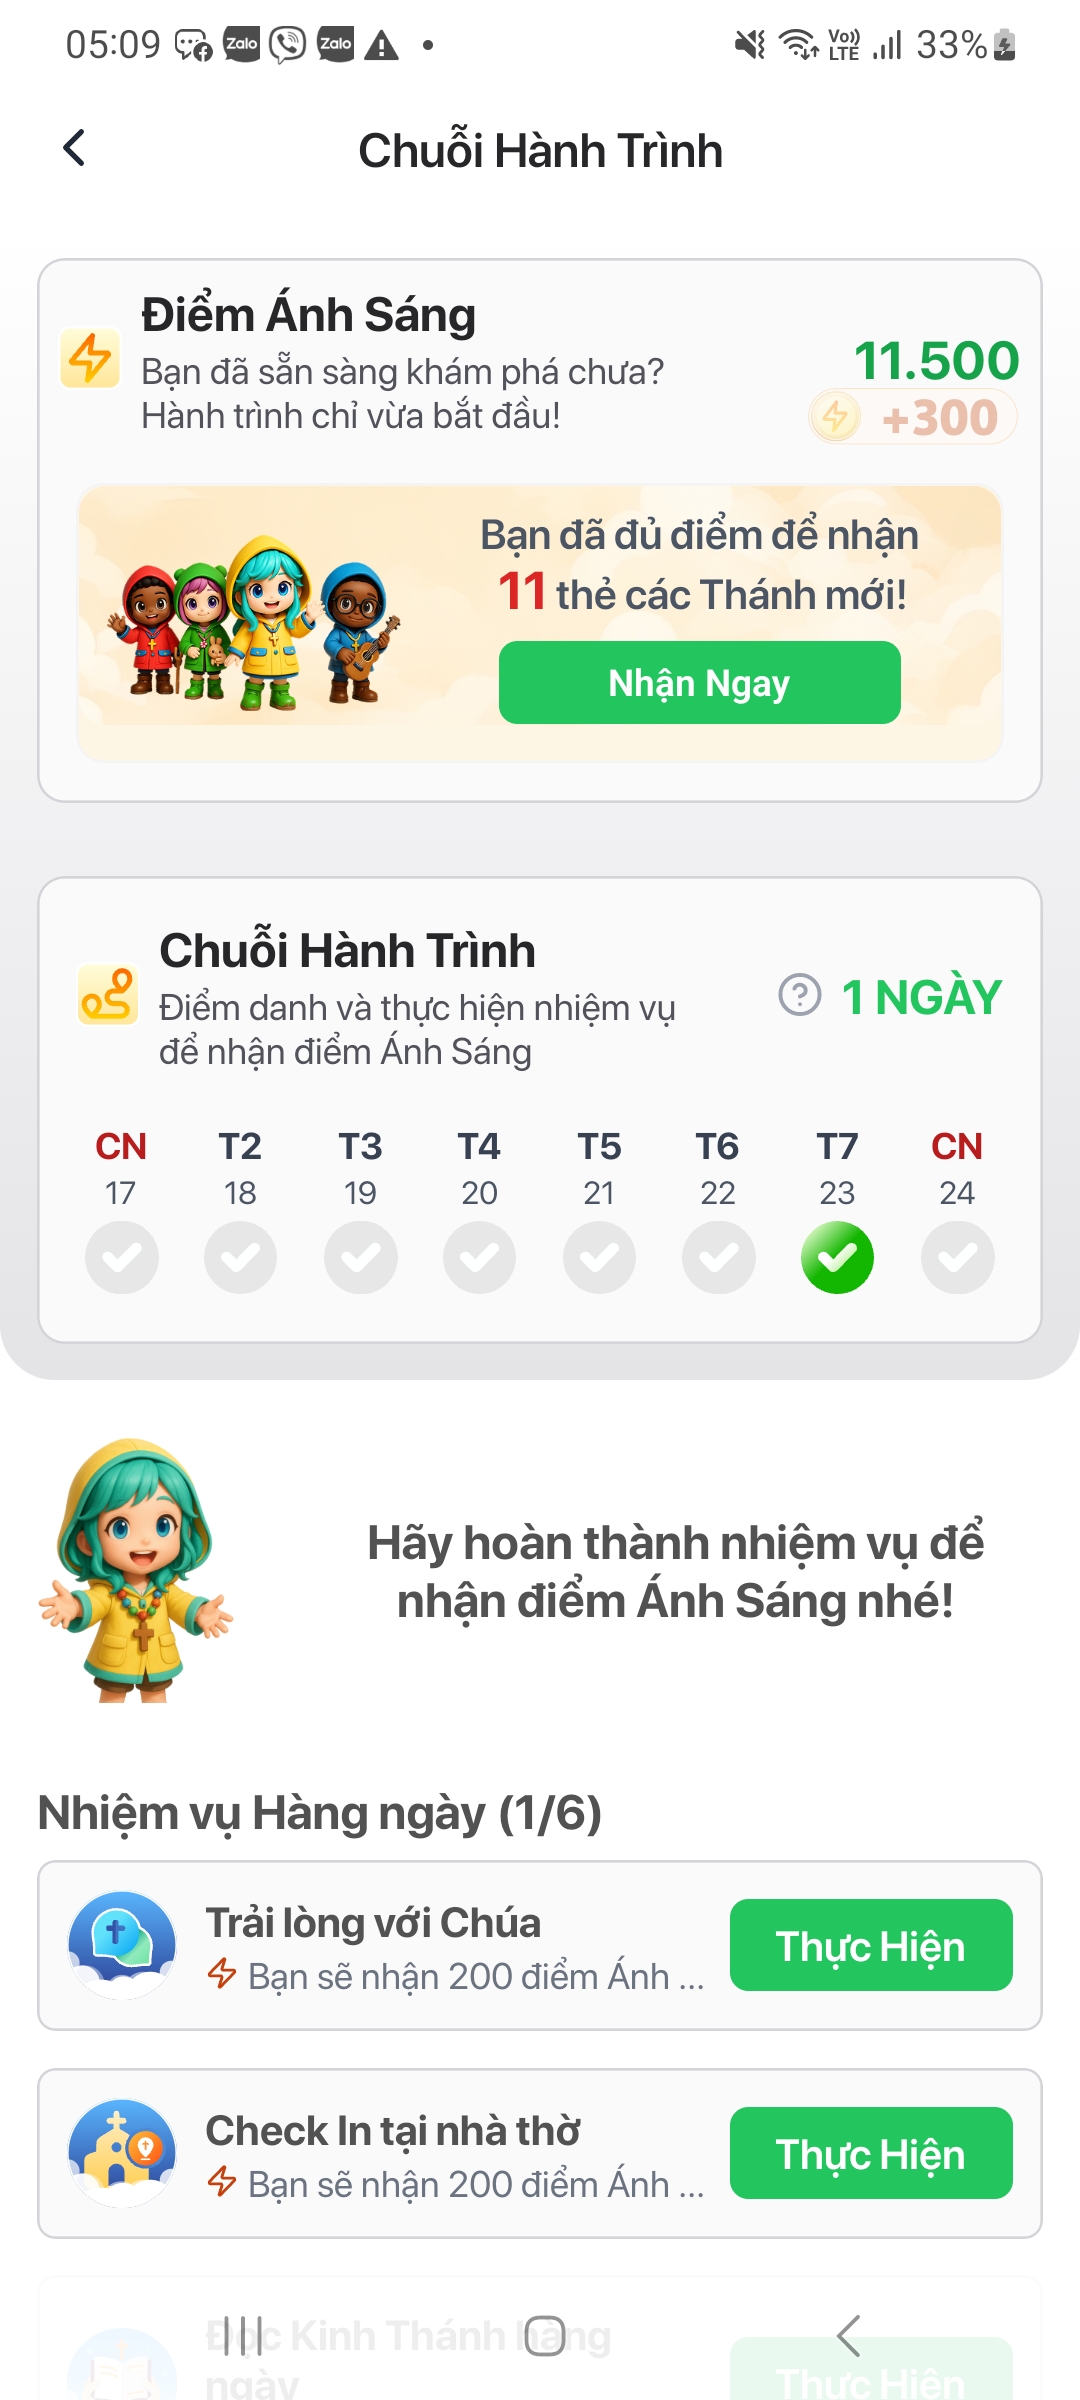 05:09
Zalo
Zalo
Vo))
LTE
33%
Chuỗi Hành Trình
Điểm Ánh Sáng
Bạn đã sẵn sàng khám phá chưa?
Hành trình chỉ vừa bắt đầu!
11.500
+300
Bạn đã đủ điểm để nhận
11 thẻ các Thánh mới!
Nhận Ngay
Chuỗi Hành Trình
Điểm danh và thực hiện nhiệm vụ
để nhận điểm Ánh Sáng
1 NGÀY
CN T2 T3 T4 T5 T6 T7 CN
17 18 19 20 21 22 23 24
Hãy hoàn thành nhiệm vụ để
nhận điểm Ánh Sáng nhé!
Nhiệm vụ Hàng ngày (1/6)
Trải lòng với Chúa
Bạn sẽ nhận 200 điểm Ánh ...
Thực Hiện
Check In tại nhà thờ
Bạn sẽ nhận 200 điểm Ánh ...
Thực Hiện
Đọc Kinh Thánh hàng
ngày
Thực Hiện